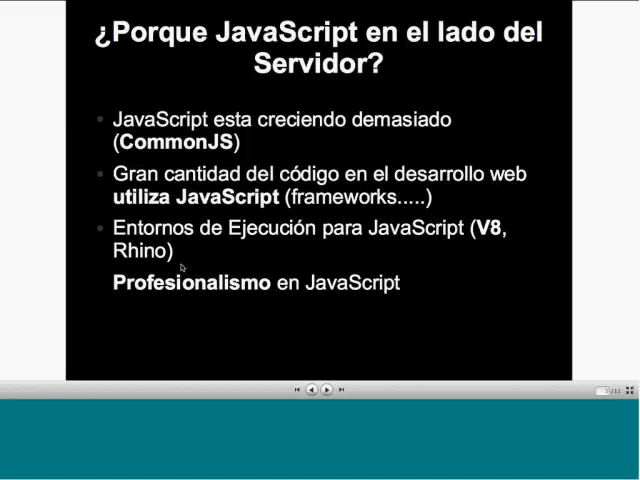 ¿Porque JavaScript en el lado del
Servidor?
JavaScript esta creciendo demasiado
(CommonJS)
Gran cantidad del código en el desarrollo web
utiliza JavaScript (frameworks.....)
Entornos de Ejecución para JavaScript (V8,
Rhino)
Profesionalismo en JavaScript
/11